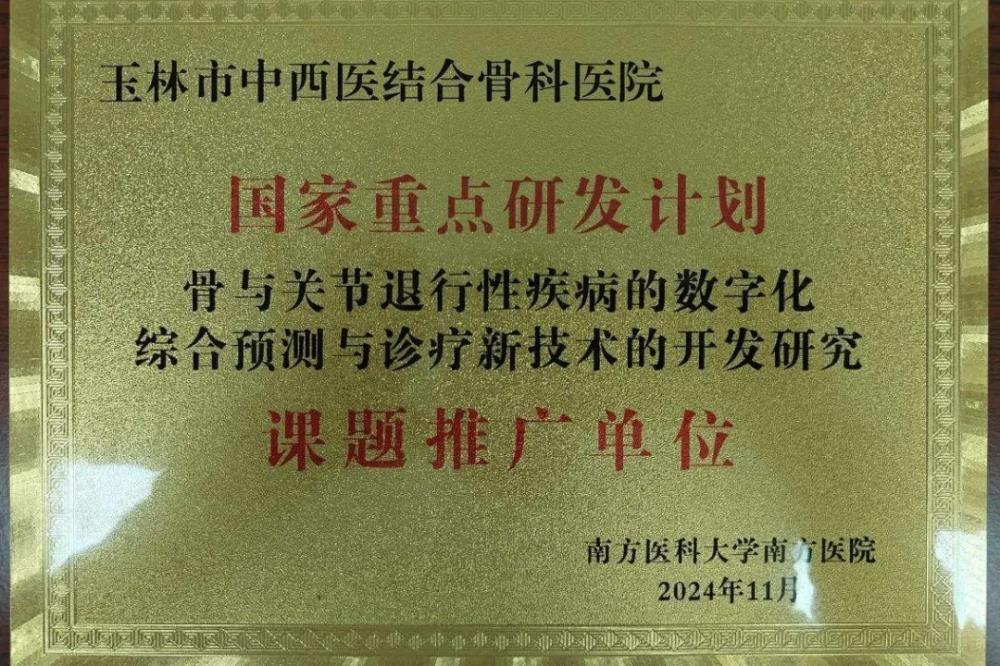 玉林市中西医结合骨科医院
国家重点研发计划
骨与关节退行性疾病的数字化
综合预测与诊疗新技术的开发研究
课题推广单位
南方医科大学南方医院
2024年11月